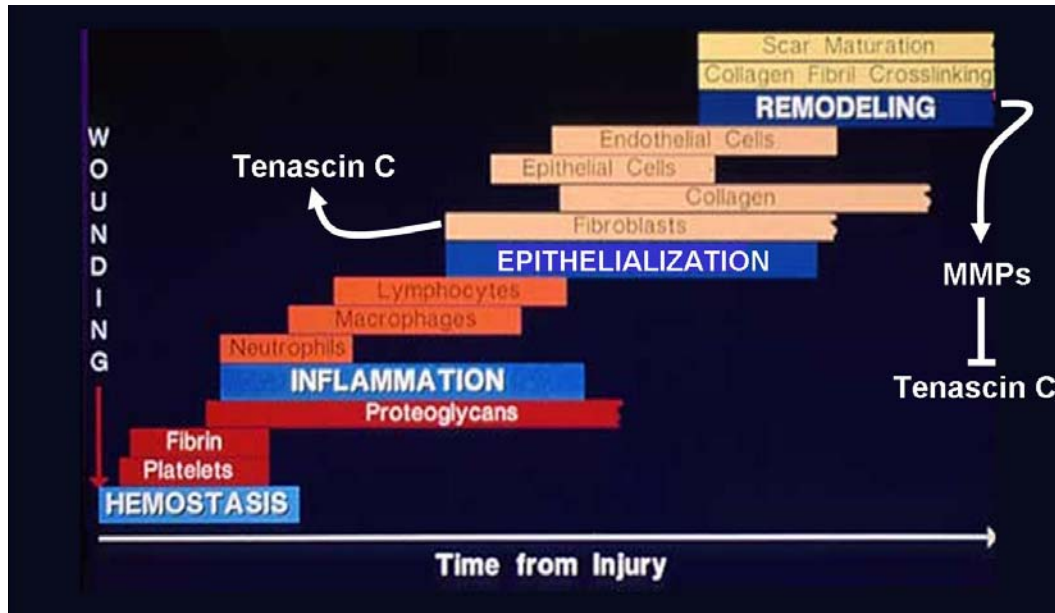 Scar Maturation
Collagen Fibril Crosslinking
REMODELING
WOUNDING
Endothelial Cells
Epithelial Cells
Tenascin C
Collagen
Fibroblasts
EPITHELIALIZATION
MMPs
Lymphocytes
Macrophages
Neutrophils
INFLAMMATION
Tenascin C
Proteoglycans
Fibrin
Platelets
HEMOSTASIS
Time from Injury